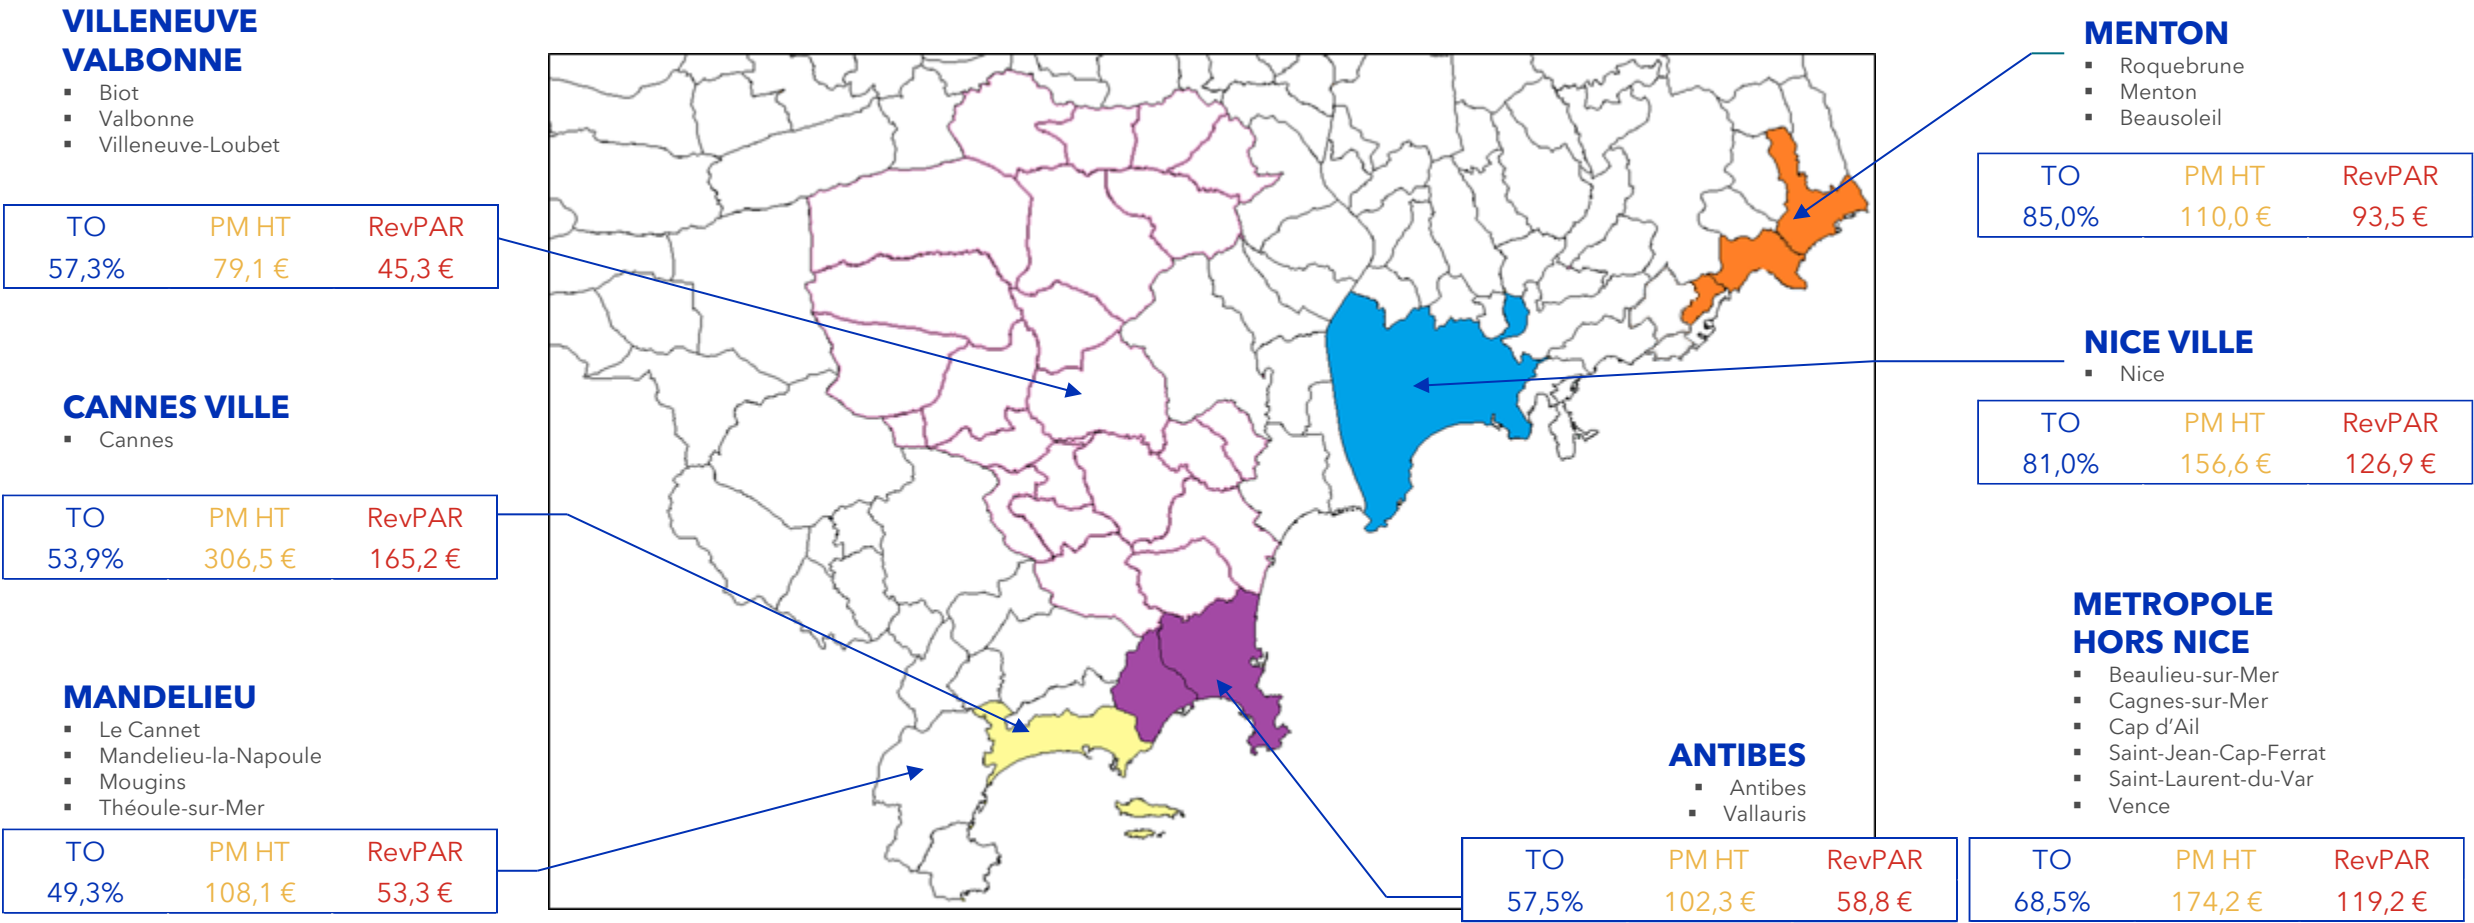 VILLENEUVE
VALBONNE
▪ Biot
▪ Valbonne
▪ Villeneuve-Loubet
TO PM HT RevPAR
57,3% 79,1 € 45,3 €
CANNES VILLE
▪ Cannes
TO PM HT RevPAR
53,9% 306,5 € 165,2 €
MANDELIEU
▪ Le Cannet
▪ Mandelieu-la-Napoule
▪ Mougins
▪ Théoule-sur-Mer
TO PM HT RevPAR
49,3% 108,1 € 53,3 €
MENTON
▪ Roquebrune
▪ Menton
▪ Beausoleil
TO PM HT RevPAR
85,0% 110,0 € 93,5 €
NICE VILLE
▪ Nice
TO PM HT RevPAR
81,0% 156,6 € 126,9 €
METROPOLE
HORS NICE
▪ Beaulieu-sur-Mer
▪ Cagnes-sur-Mer
▪ Cap d'Ail
▪ Saint-Jean-Cap-Ferrat
▪ Saint-Laurent-du-Var
▪ Vence
TO PM HT RevPAR
68,5% 174,2 € 119,2 €
ANTIBES
▪ Antibes
▪ Vallauris
TO PM HT RevPAR
57,5% 102,3 € 58,8 €